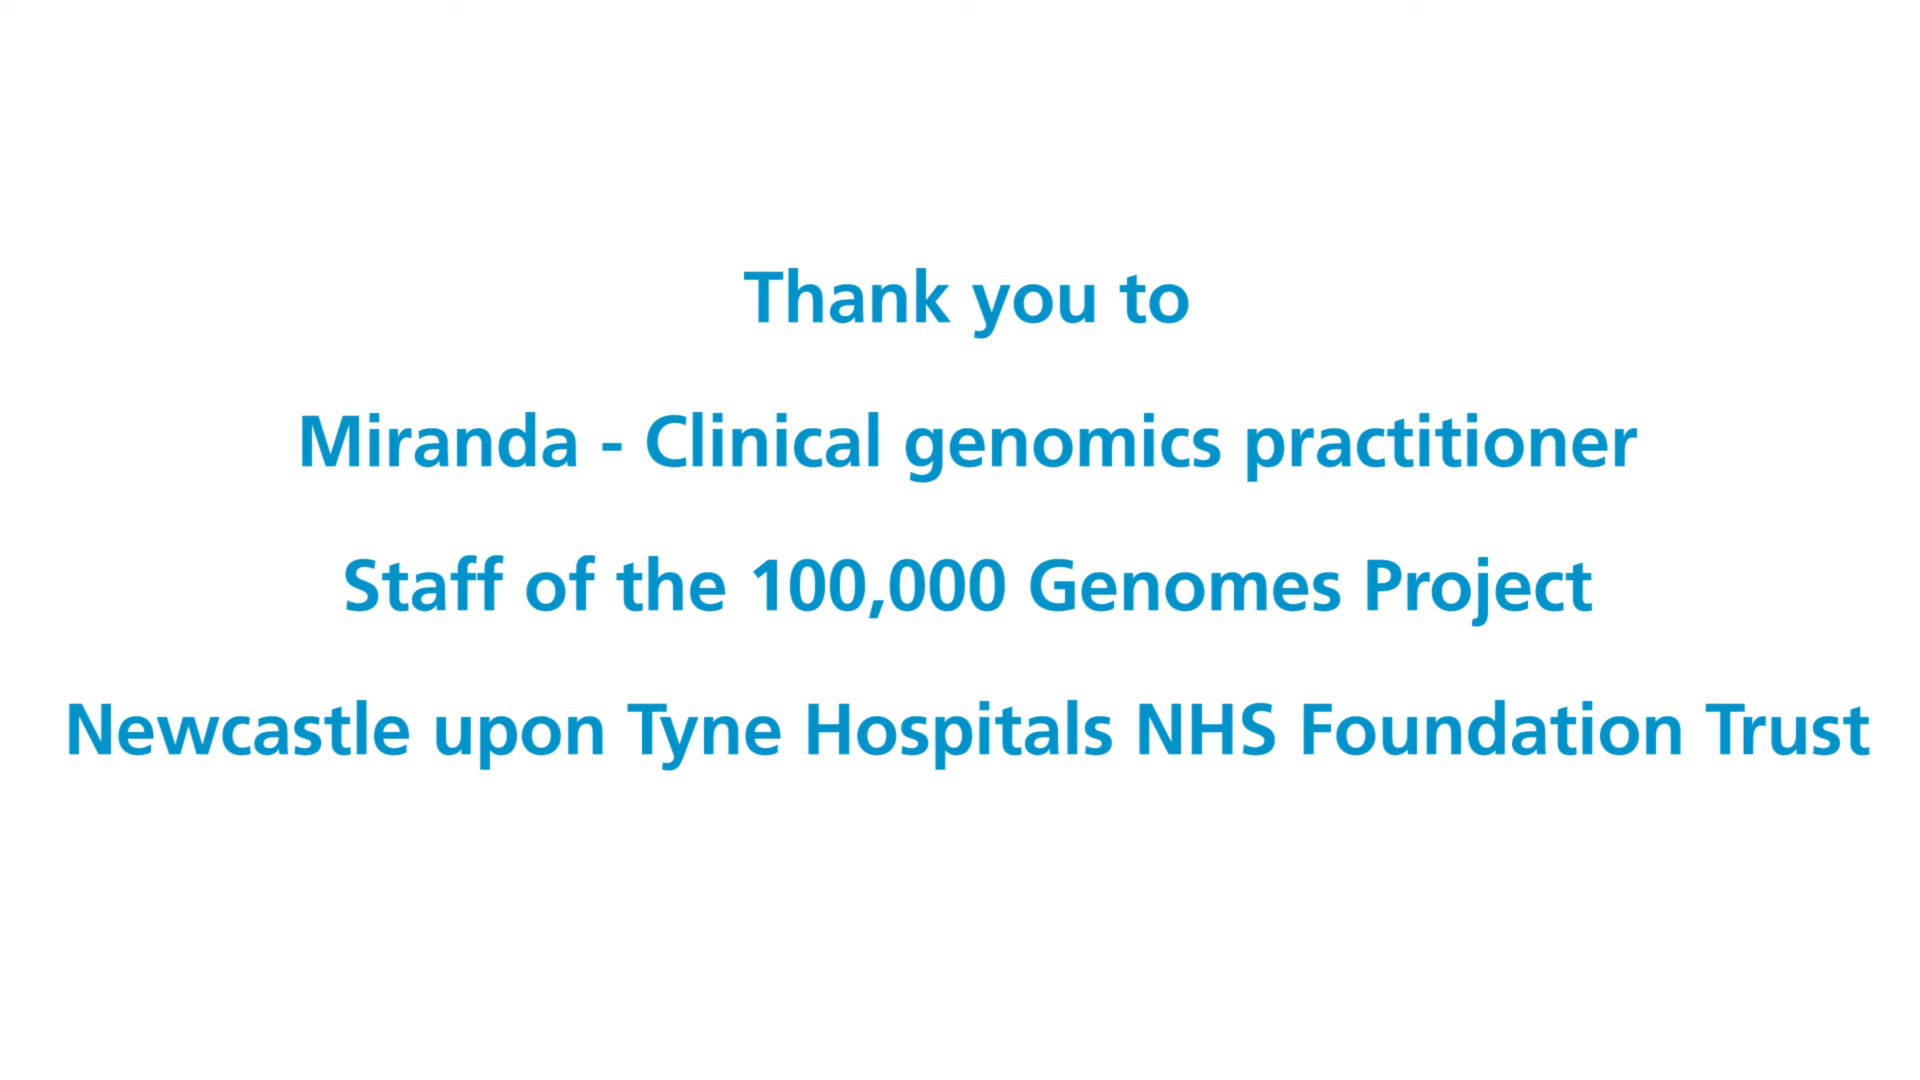 Thank you to
Miranda - Clinical genomics practitioner
Staff of the 100,000 Genomes Project
Newcastle upon Tyne Hospitals NHS Foundation Trust